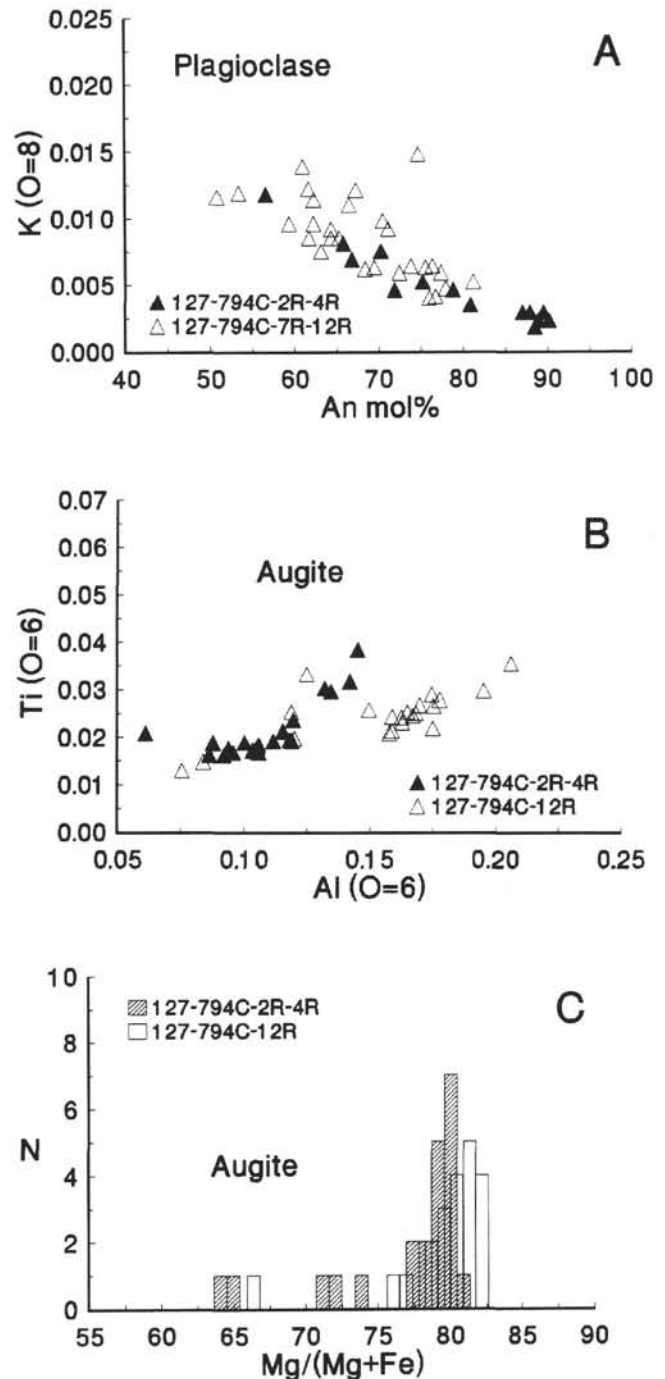 A
Plagioclase
K (O=8)
0.025
0.020
0.015
0.010
0.005
0.000
127-794C-2R-4R
127-794C-7R-12R
40 50 60 70 80 90 100
An mol%
B
Augite
Ti (O=6)
0.07
0.06
0.05
0.04
0.03
0.02
0.01
0.00
127-794C-2R-4R
127-794C-12R
0.05 0.10 0.15 0.20 0.25
Al (O=6)
C
127-794C-2R-4R
127-794C-12R
N
10
8
6
4
2
0
Augite
55 60 65 70 75 80 85 90
Mg/(Mg+Fe)